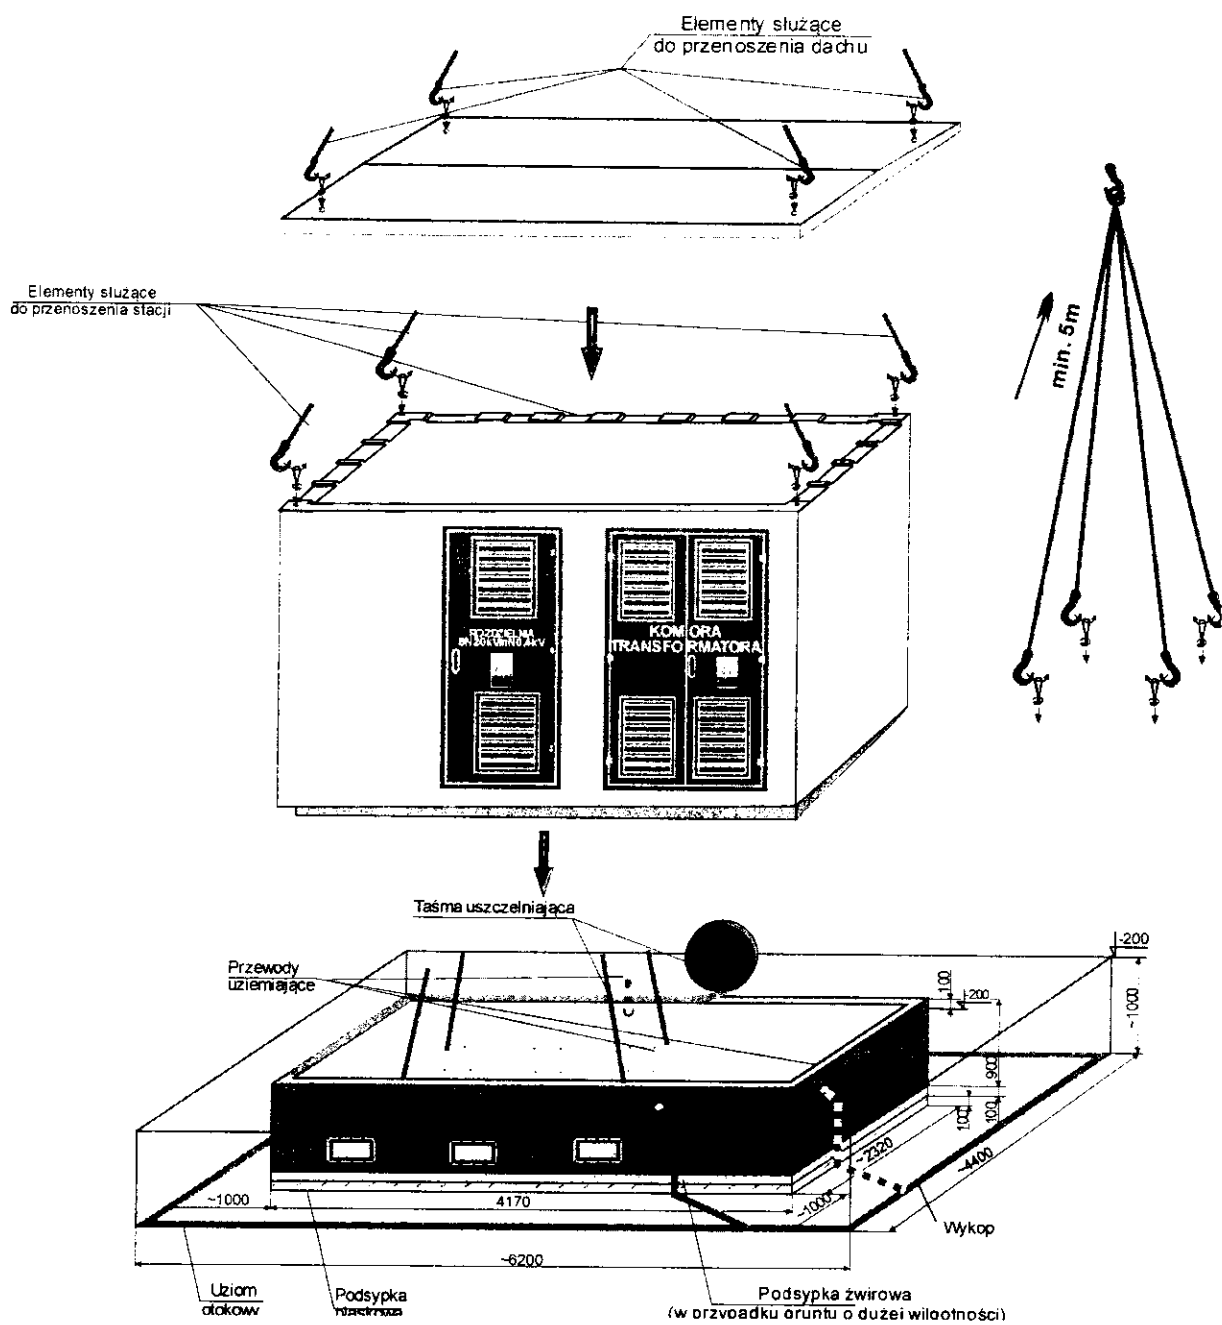 Elementy służące
do przenoszenia dachu
Elementy służące
do przenoszenia stacji
min. 5m
ROZDZIELNIA
KOMORA
TRANSFORMATORA
Taśma uszczelniająca
Przewody
uziemiające
-200
100
-200
~1000
900
100
100
~2320
~4400
~1000
4170
~1000*
Wykop
~6200
Uziom
otokowy
Podsypka
piaskowa
Podsypka żwirowa
(w przypadku gruntu o dużej wilgotności)